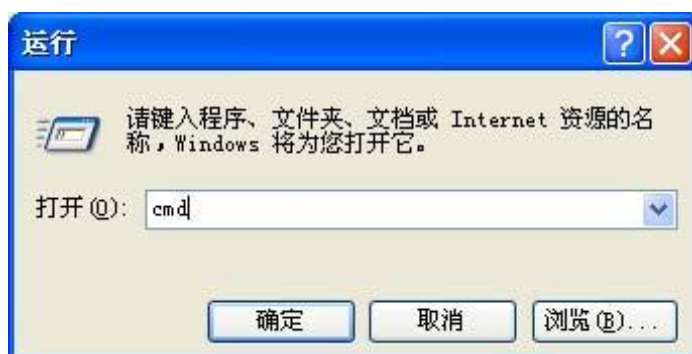 运行
请键入程序、文件夹、文档或 Internet 资源的名
称，Windows 将为您打开它。
打开(O): cmd
确定 取消 浏览(B)...